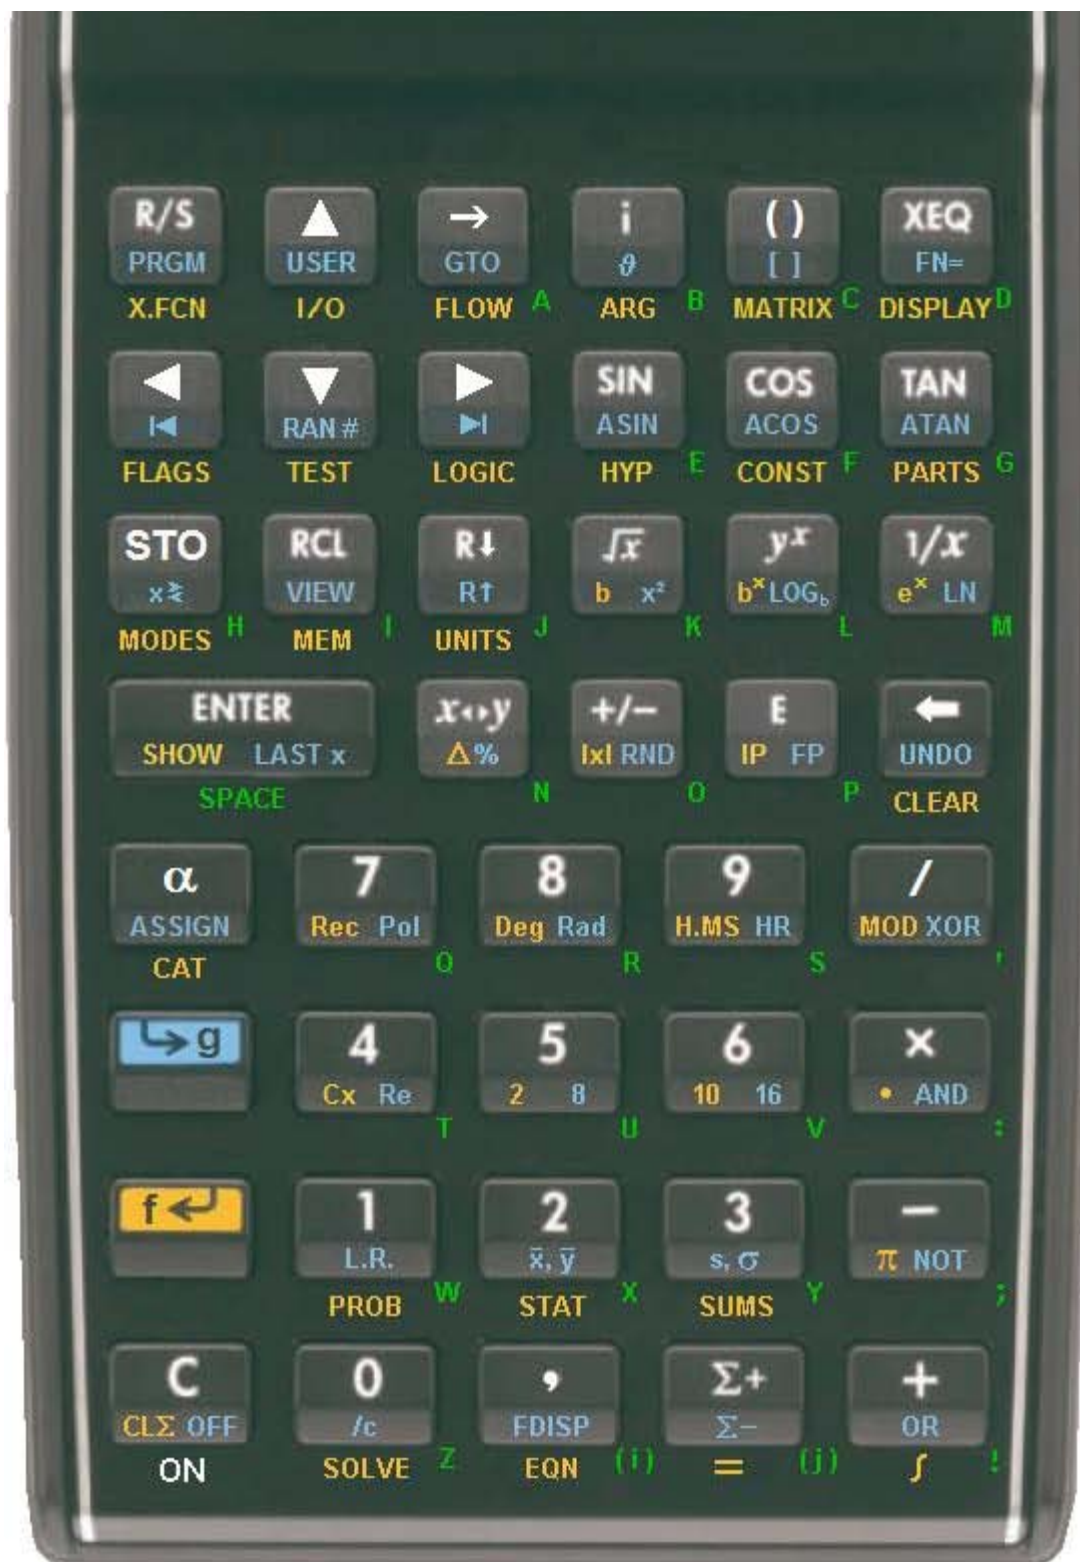 R/S ▲ → i ( ) XEQ
PRGM USER GTO ϑ [ ] FN=
X.FCN I/O FLOW A ARG B MATRIX C DISPLAY D
◀ ▼ ▶ SIN COS TAN
I◀ RAN # ▶I ASIN ACOS ATAN
FLAGS TEST LOGIC HYP E CONST F PARTS G
STO RCL R⬇ √x yˣ 1/x
x≷ VIEW R↑ b x² bˣ LOG_b eˣ LN
MODES H MEM I UNITS J K L M
ENTER x↔y +/− E ⬅
SHOW LAST x Δ% |x| RND IP FP UNDO
SPACE N O P CLEAR
α 7 8 9 /
ASSIGN Rec Pol Deg Rad H.MS HR MOD XOR
CAT Q R S '
↳ g 4 5 6 ×
Cx Re 2 8 10 16 • AND
T U V :
f ↵ 1 2 3 −
L.R. x̄, ȳ s, σ π NOT
PROB W STAT X SUMS Y ;
C 0 , Σ+ +
CLΣ OFF /c FDISP Σ− OR
ON SOLVE Z EQN (i) = (j) ∫ !